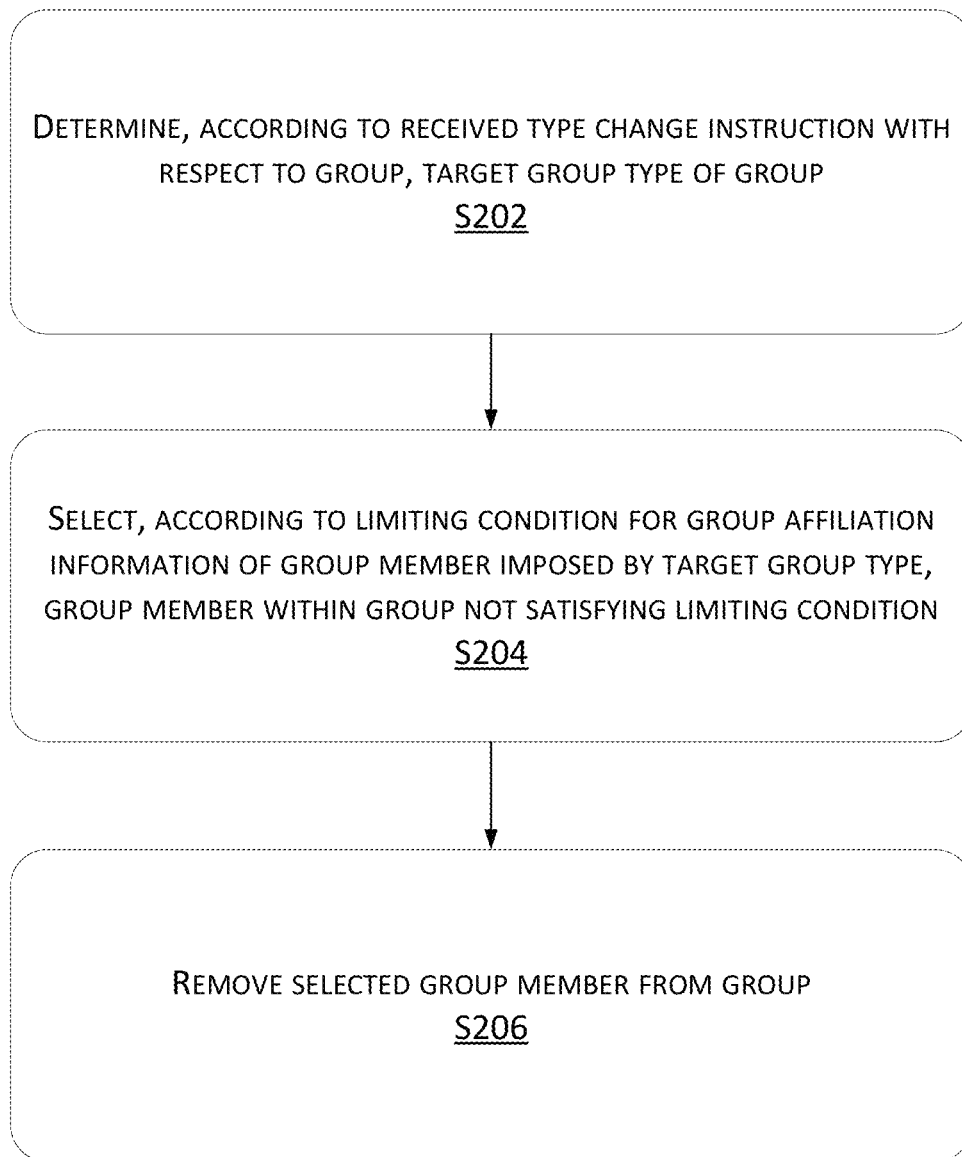 DETERMINE, ACCORDING TO RECEIVED TYPE CHANGE INSTRUCTION WITH
RESPECT TO GROUP, TARGET GROUP TYPE OF GROUP
S202
SELECT, ACCORDING TO LIMITING CONDITION FOR GROUP AFFILIATION
INFORMATION OF GROUP MEMBER IMPOSED BY TARGET GROUP TYPE,
GROUP MEMBER WITHIN GROUP NOT SATISFYING LIMITING CONDITION
S204
REMOVE SELECTED GROUP MEMBER FROM GROUP
S206